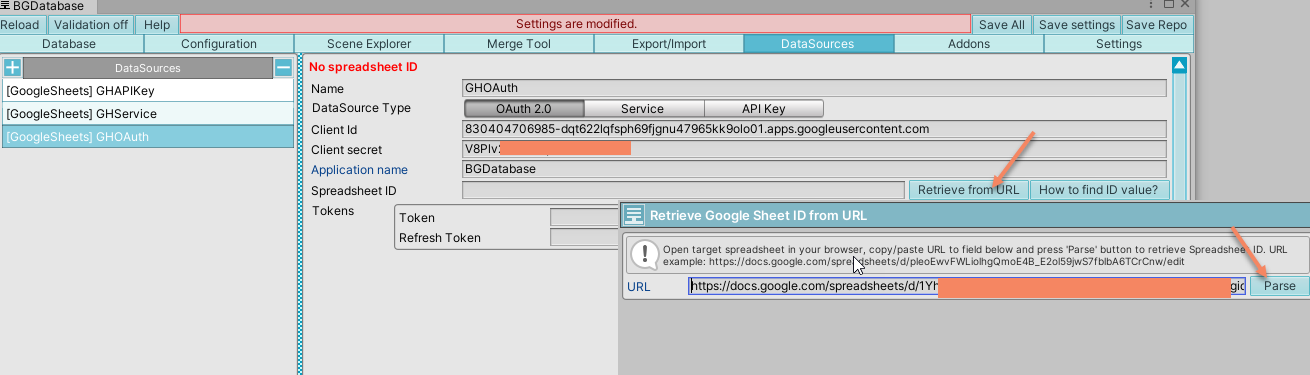 BGDatabase
Reload Validation off Help Settings are modified. Save All Save settings Save Repo
Database Configuration Scene Explorer Merge Tool Export/Import DataSources Addons Settings
DataSources
[GoogleSheets] GHAPIKey
[GoogleSheets] GHService
[GoogleSheets] GHOAuth
No spreadsheet ID
Name GHOAuth
DataSource Type OAuth 2.0 Service API Key
Client Id 830404706985-dqt622lqfsph69fjgnu47965kk9olo01.apps.googleusercontent.com
Client secret V8PIv
Application name BGDatabase
Spreadsheet ID Retrieve from URL How to find ID value?
Tokens
Token
Refresh Token
Retrieve Google Sheet ID from URL
Open target spreadsheet in your browser, copy/paste URL to field below and press 'Parse' button to retrieve Spreadsheet ID. URL
example: https://docs.google.com/spreadsheets/d/pleoEwvFWLiolhgQmoE4B_E2ol59jwS7fblbA6TCrCnw/edit
URL https://docs.google.com/spreadsheets/d/1Yh Parse